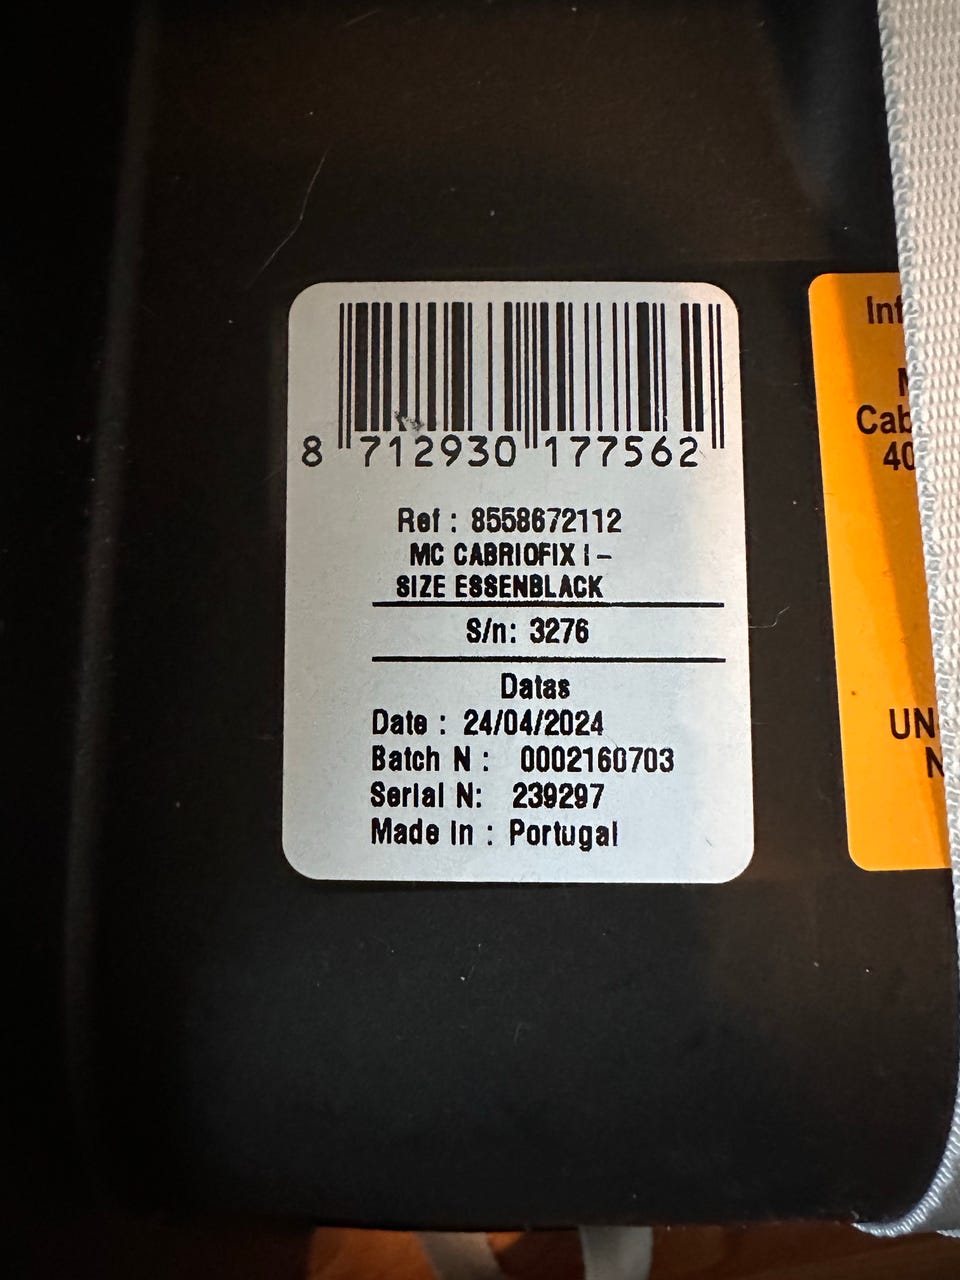 8 712930 177562
Ref : 8558672112
MC CABRIOFIX I -
SIZE ESSENBLACK
S/n: 3276
Datas
Date : 24/04/2024
Batch N : 0002160703
Serial N: 239297
Made In : Portugal
Inf
Cab
40
UN
N